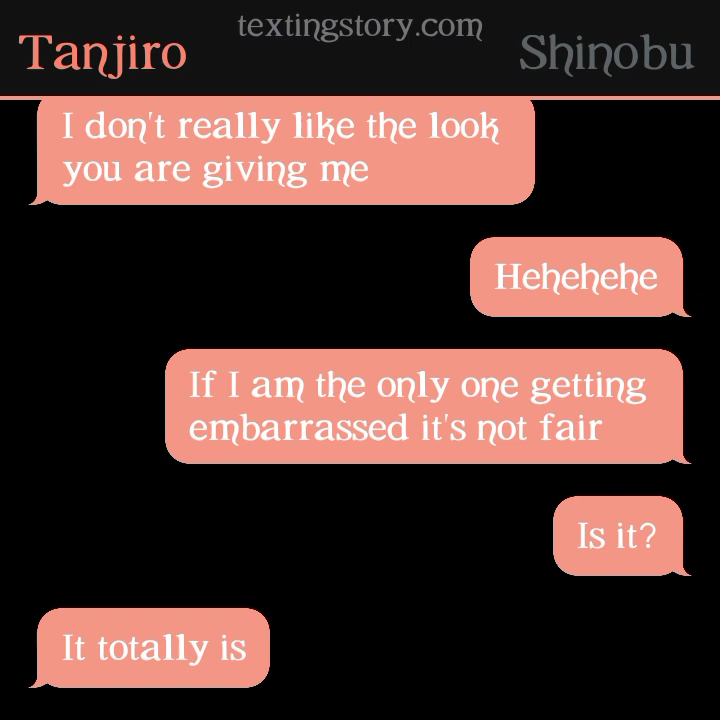 textingstory.com
Tanjiro Shinobu
I don't really like the look
you are giving me
Hehehehe
If I am the only one getting
embarrassed it's not fair
Is it?
It totally is